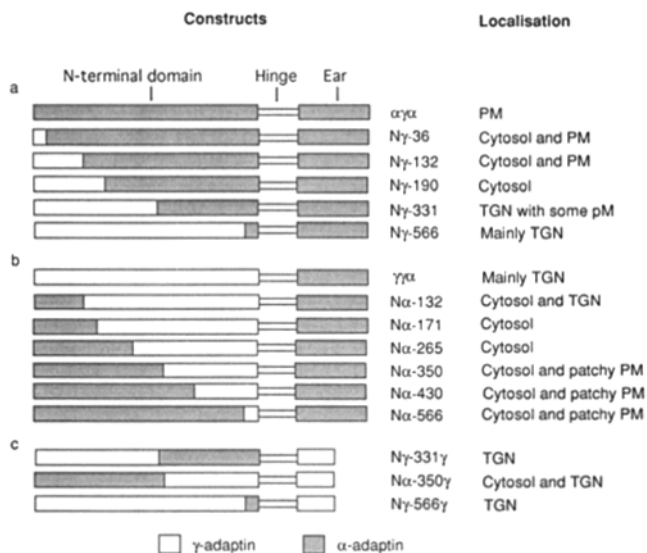 Constructs Localisation
N-terminal domain Hinge Ear
a
αγα PM
Nγ-36 Cytosol and PM
Nγ-132 Cytosol and PM
Nγ-190 Cytosol
Nγ-331 TGN with some pM
Nγ-566 Mainly TGN
b
γγα Mainly TGN
Nα-132 Cytosol and TGN
Nα-171 Cytosol
Nα-265 Cytosol
Nα-350 Cytosol and patchy PM
Nα-430 Cytosol and patchy PM
Nα-566 Cytosol and patchy PM
c
Nγ-331γ TGN
Nα-350γ Cytosol and TGN
Nγ-566γ TGN
γ-adaptin α-adaptin